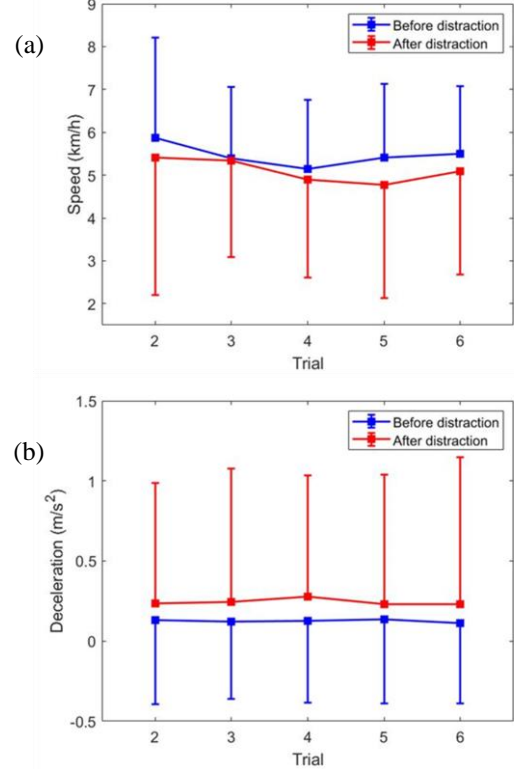 (a)
9
8
7
6
5
4
3
2
Speed (km/h)
Before distraction
After distraction
2 3 4 5 6
Trial
(b)
1.5
1
0.5
0
-0.5
Deceleration (m/s²)
Before distraction
After distraction
2 3 4 5 6
Trial